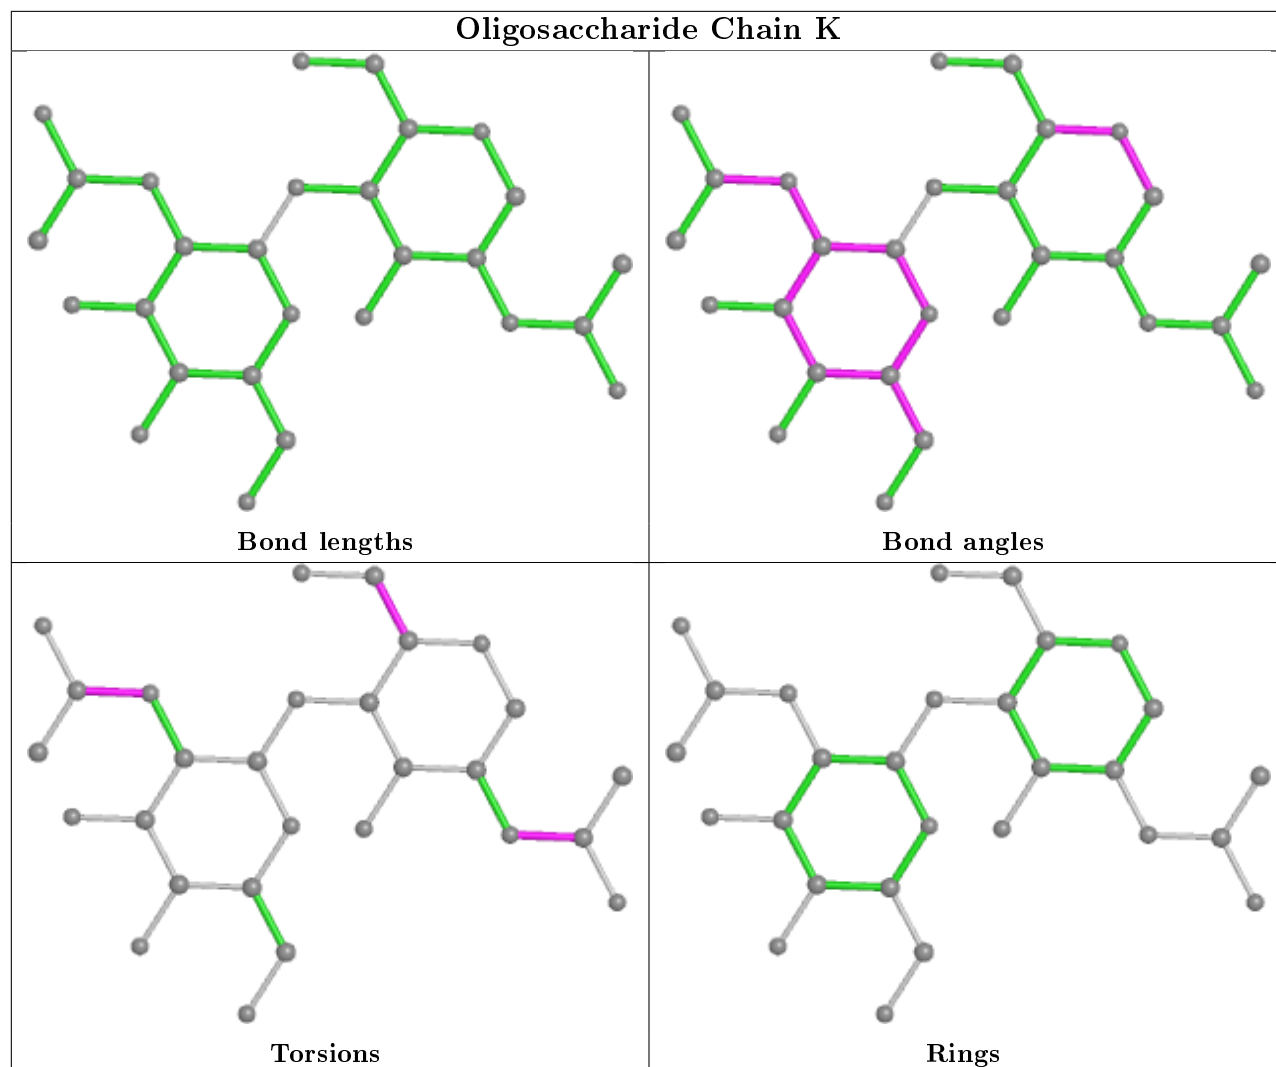 Oligosaccharide Chain K
Bond lengths
Bond angles
Torsions
Rings